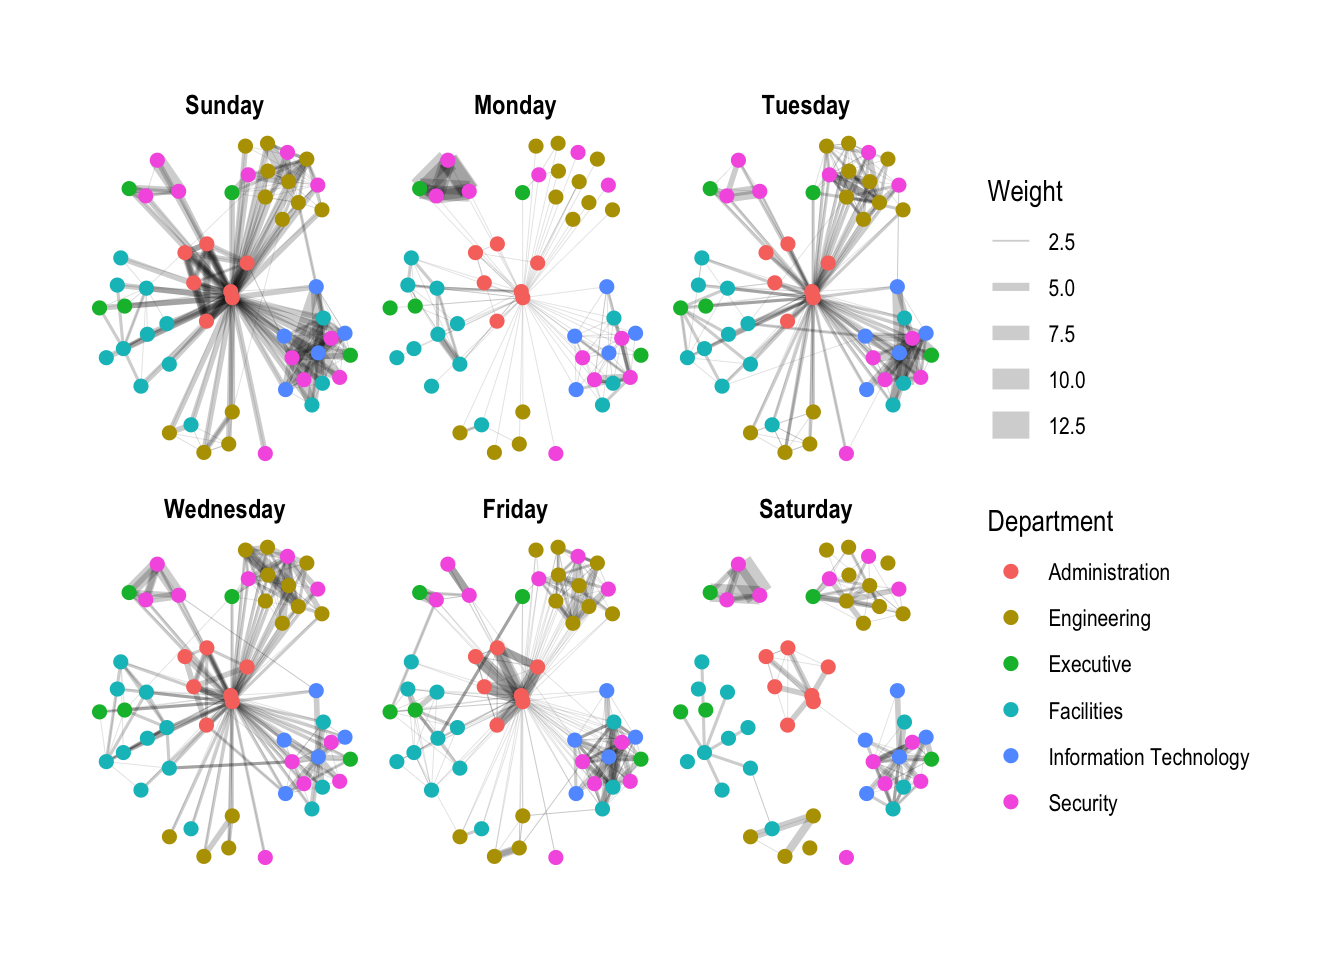 Sunday
Monday
Tuesday
Wednesday
Friday
Saturday
Weight
2.5
5.0
7.5
10.0
12.5
Department
Administration
Engineering
Executive
Facilities
Information Technology
Security